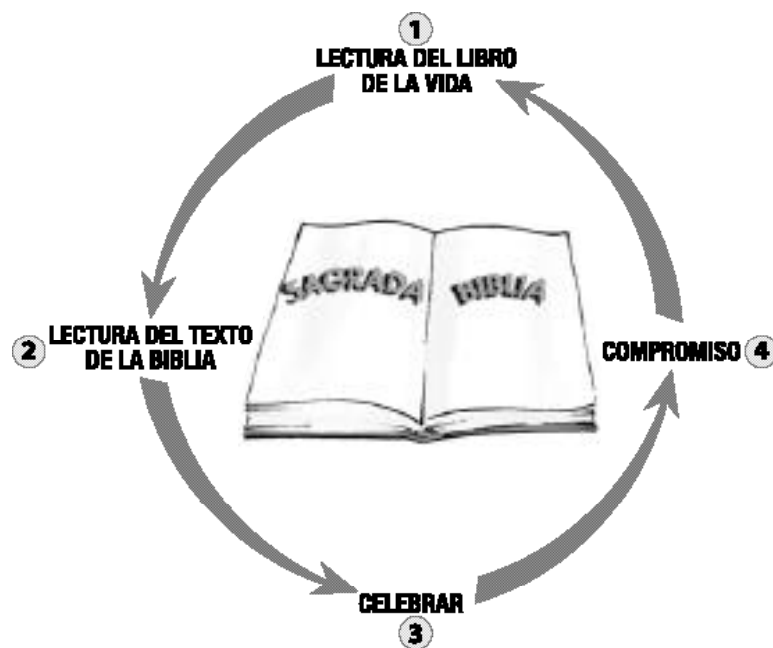 1
LECTURA DEL LIBRO
DE LA VIDA
SAGRADA BIBLIA
2 LECTURA DEL TEXTO
DE LA BIBLIA
COMPROMISO 4
CELEBRAR
3